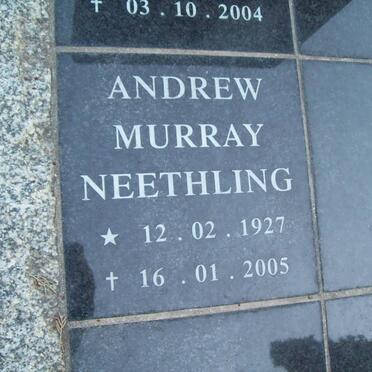 ✝ 03 . 10 . 2004
ANDREW
MURRAY
NEETHLING
★ 12 . 02 . 1927
✝ 16 . 01 . 2005